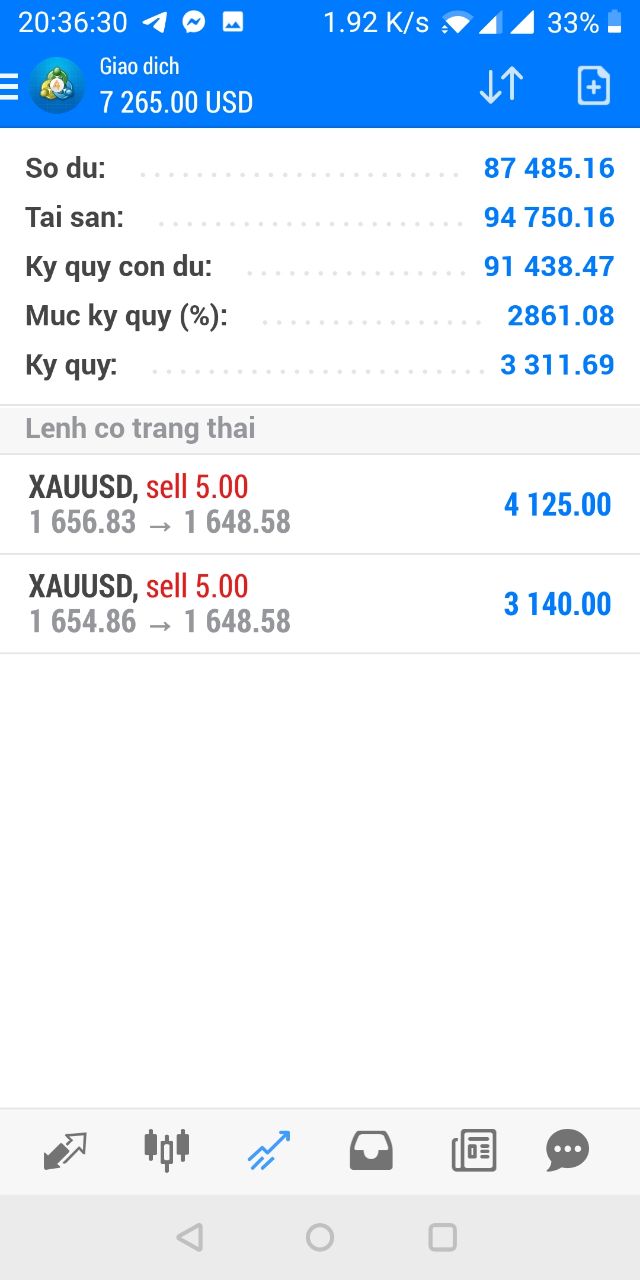 20:36:30 1.92 K/s 33%
Giao dich
7 265.00 USD
So du: 87 485.16
Tai san: 94 750.16
Ky quy con du: 91 438.47
Muc ky quy (%): 2861.08
Ky quy: 3 311.69
Lenh co trang thai
XAUUSD, sell 5.00
1 656.83 → 1 648.58 4 125.00
XAUUSD, sell 5.00
1 654.86 → 1 648.58 3 140.00